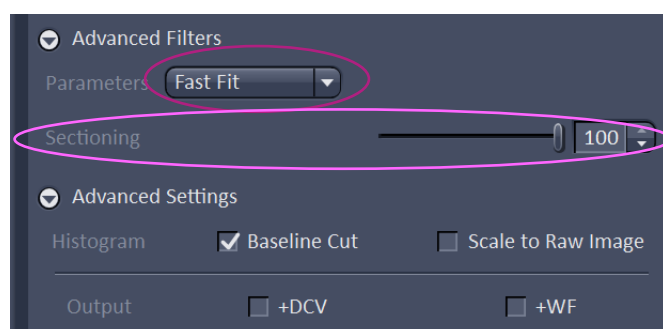 Advanced Filters
Parameters Fast Fit
Sectioning 100
Advanced Settings
Histogram Baseline Cut Scale to Raw Image
Output +DCV +WF